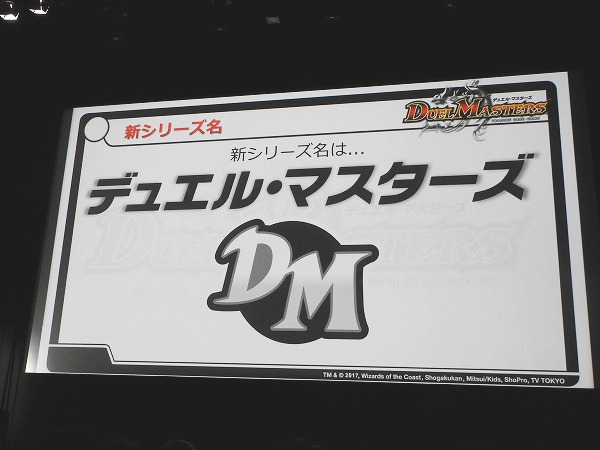 デュエル・マスターズ
DUEL MASTERS
新シリーズ名
新シリーズ名は...
デュエル・マスターズ
DM
TM & © 2017, Wizards of the Coast, Shogakukan, Mitsui/Kids, ShoPro, TV TOKYO